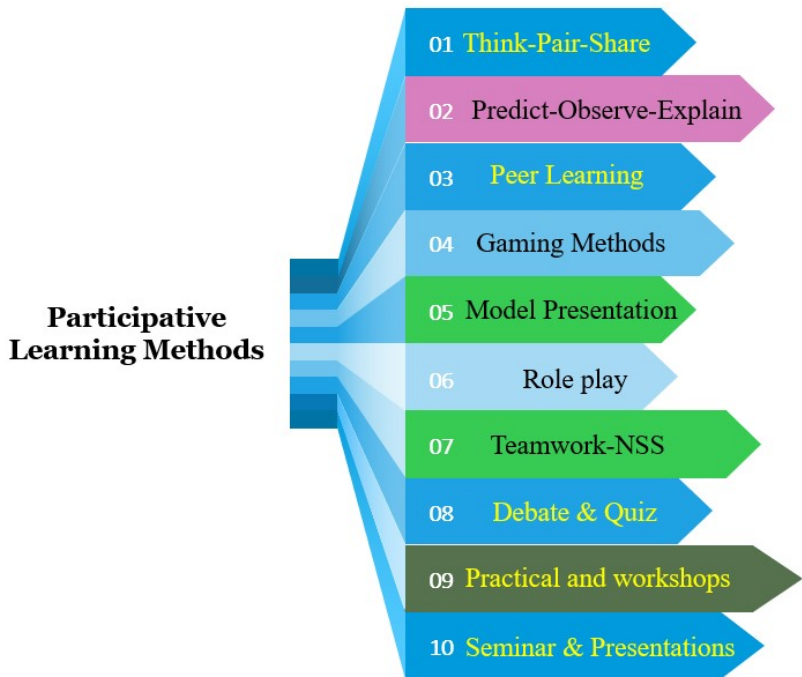 Participative
Learning Methods
01 Think-Pair-Share
02 Predict-Observe-Explain
03 Peer Learning
04 Gaming Methods
05 Model Presentation
06 Role play
07 Teamwork-NSS
08 Debate & Quiz
09 Practical and workshops
10 Seminar & Presentations